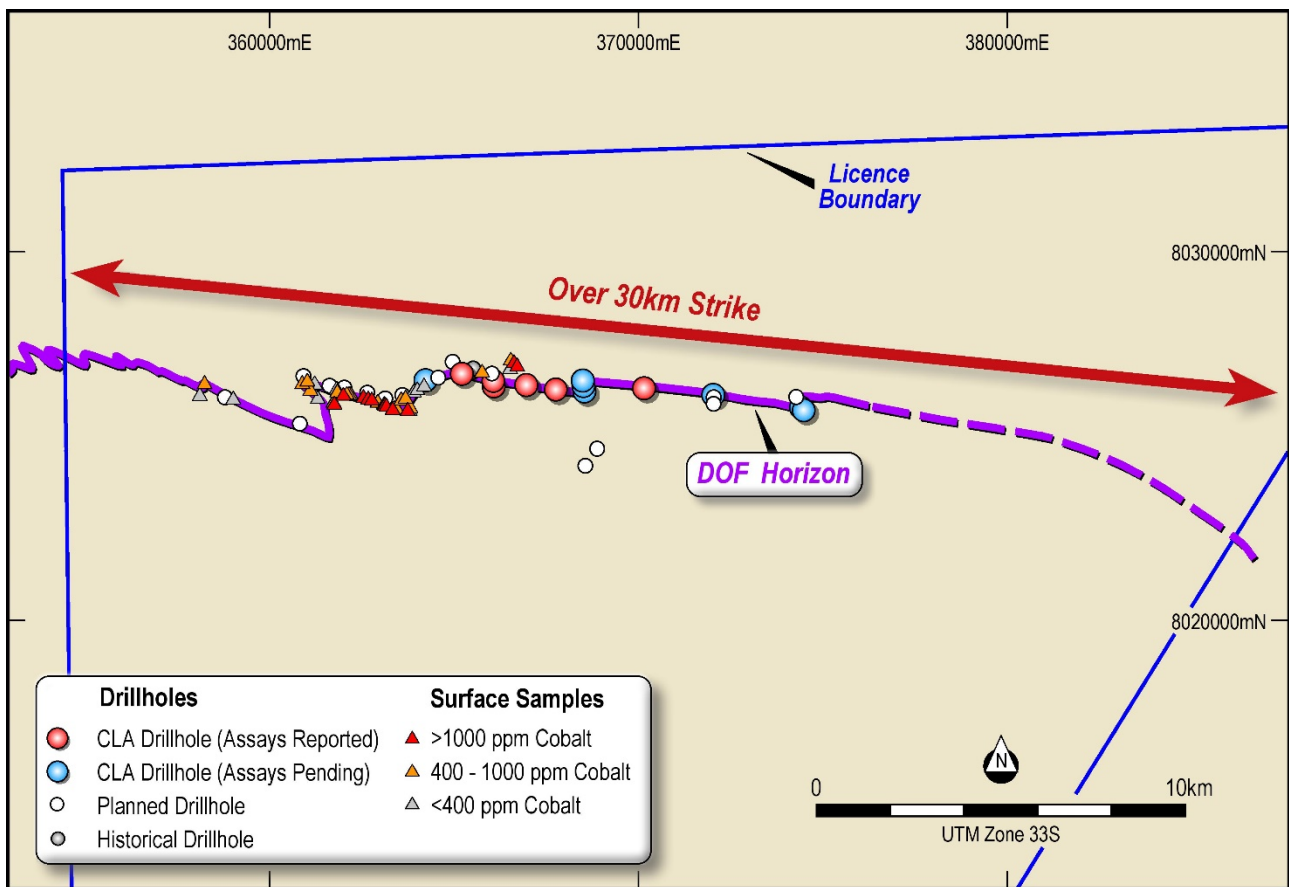 360000mE
370000mE
380000mE
Licence
Boundary
8030000mN
Over 30km Strike
DOF Horizon
8020000mN
Drillholes
CLA Drillhole (Assays Reported)
CLA Drillhole (Assays Pending)
Planned Drillhole
Historical Drillhole
Surface Samples
>1000 ppm Cobalt
400 - 1000 ppm Cobalt
<400 ppm Cobalt
N
0
10km
UTM Zone 33S